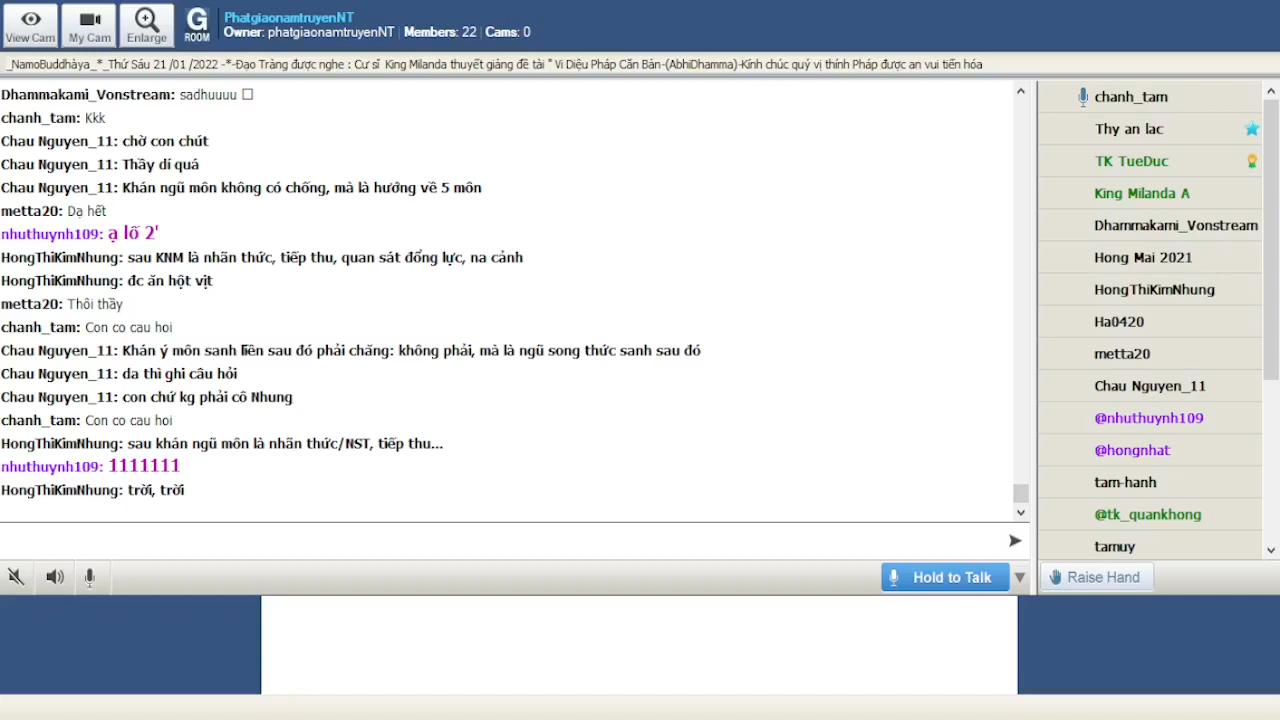 View Cam
My Cam
Enlarge
G
ROOM
PhatgiaonamtruyenNT
Owner: phatgiaonamtruyenNT | Members: 22 | Cams: 0
_NamoBuddhàya_*_Thứ Sáu 21 /01 /2022 -*-Đạo Tràng được nghe : Cư sĩ King Milanda thuyết giảng đề tài " Vi Diệu Pháp Căn Bản-(AbhiDhamma)-Kính chúc quý vị thính Pháp được an vui tiến hóa
Dhammakami_Vonstream: sadhuuuu □
chanh_tam: Kkk
Chau Nguyen_11: chờ con chút
Chau Nguyen_11: Thầy dí quá
Chau Nguyen_11: Khán ngũ môn không có chống, mà là hướng về 5 môn
metta20: Dạ hết
nhuthuynh109: ạ lố 2'
HongThiKimNhung: sau KNM là nhãn thức, tiếp thu, quan sát đổng lực, na cảnh
HongThiKimNhung: đc ăn hột vịt
metta20: Thôi thầy
chanh_tam: Con co cau hoi
Chau Nguyen_11: Khán ý môn sanh liên sau đó phải chăng: không phải, mà là ngũ song thức sanh sau đó
Chau Nguyen_11: da thì ghi câu hỏi
Chau Nguyen_11: con chứ kg phải cô Nhung
chanh_tam: Con co cau hoi
HongThiKimNhung: sau khán ngũ môn là nhãn thức/NST, tiếp thu...
nhuthuynh109: 1111111
HongThiKimNhung: trời, trời
chanh_tam
Thy an lac
TK TueDuc
King Milanda A
Dhammakami_Vonstream
Hong Mai 2021
HongThiKimNhung
Ha0420
metta20
Chau Nguyen_11
@nhuthuynh109
@hongnhat
tam-hanh
@tk_quankhong
tamuy
Hold to Talk
Raise Hand